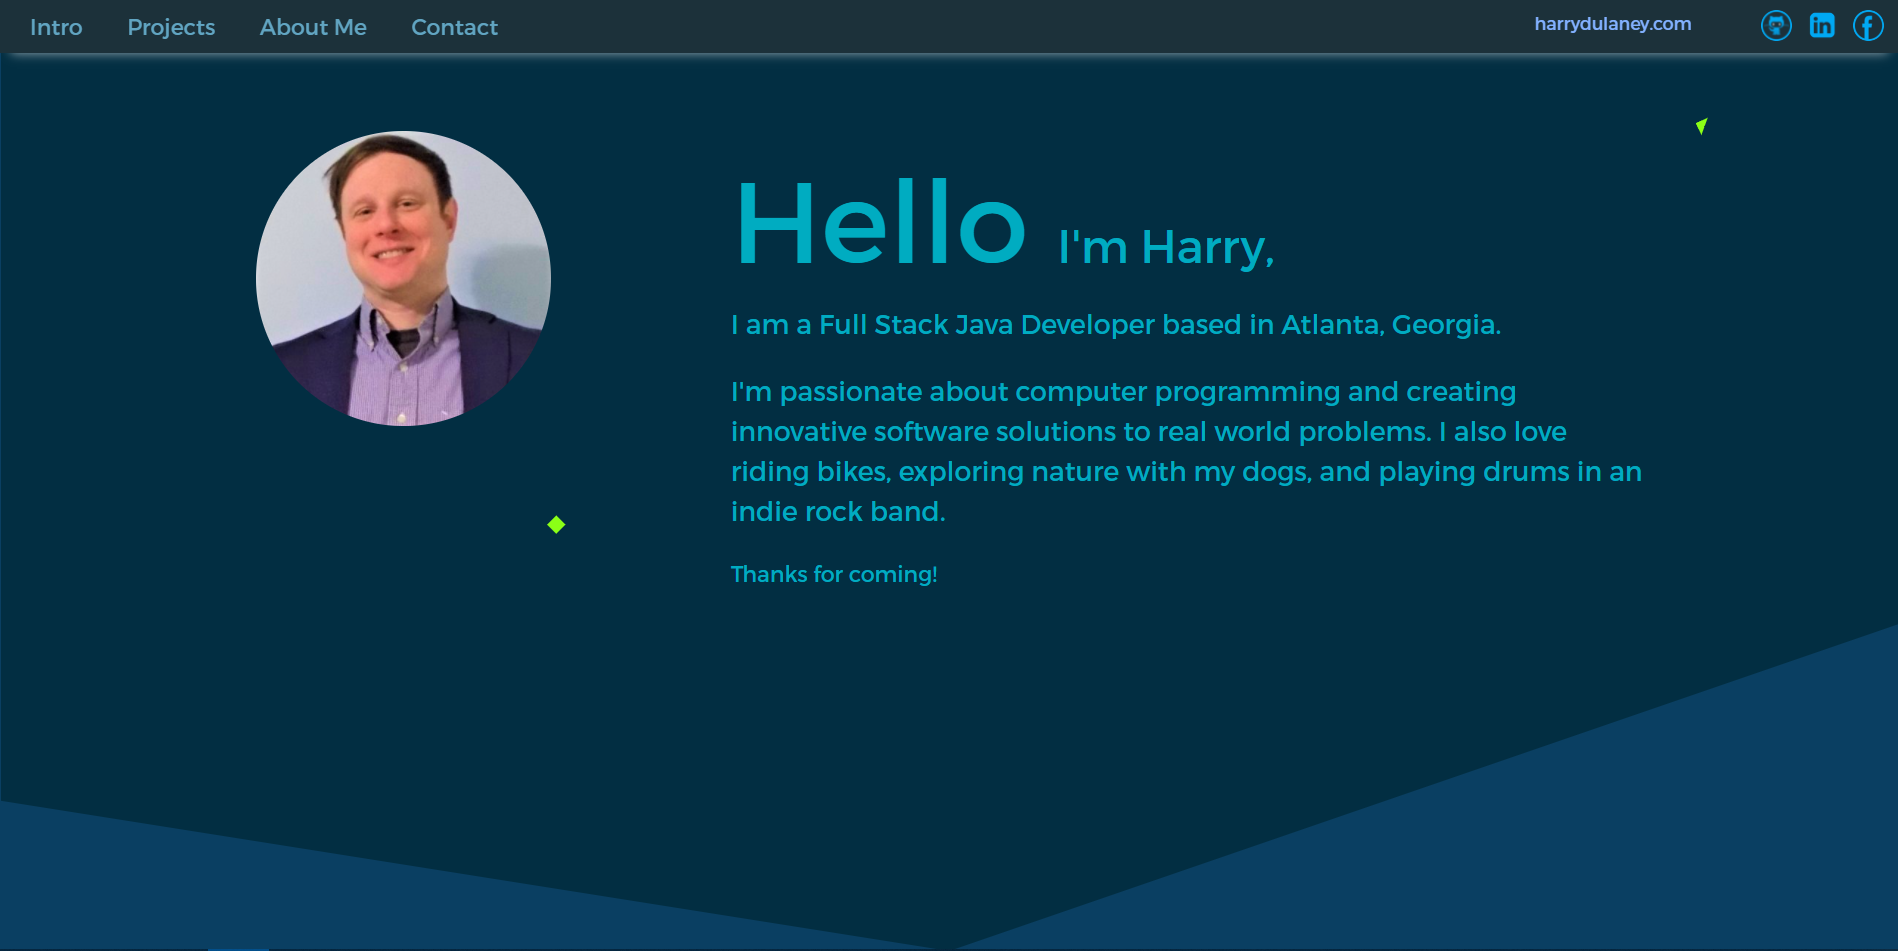 Intro Projects About Me Contact harrydulaney.com
Hello I'm Harry,
I am a Full Stack Java Developer based in Atlanta, Georgia.
I'm passionate about computer programming and creating
innovative software solutions to real world problems. I also love
riding bikes, exploring nature with my dogs, and playing drums in an
indie rock band.
Thanks for coming!